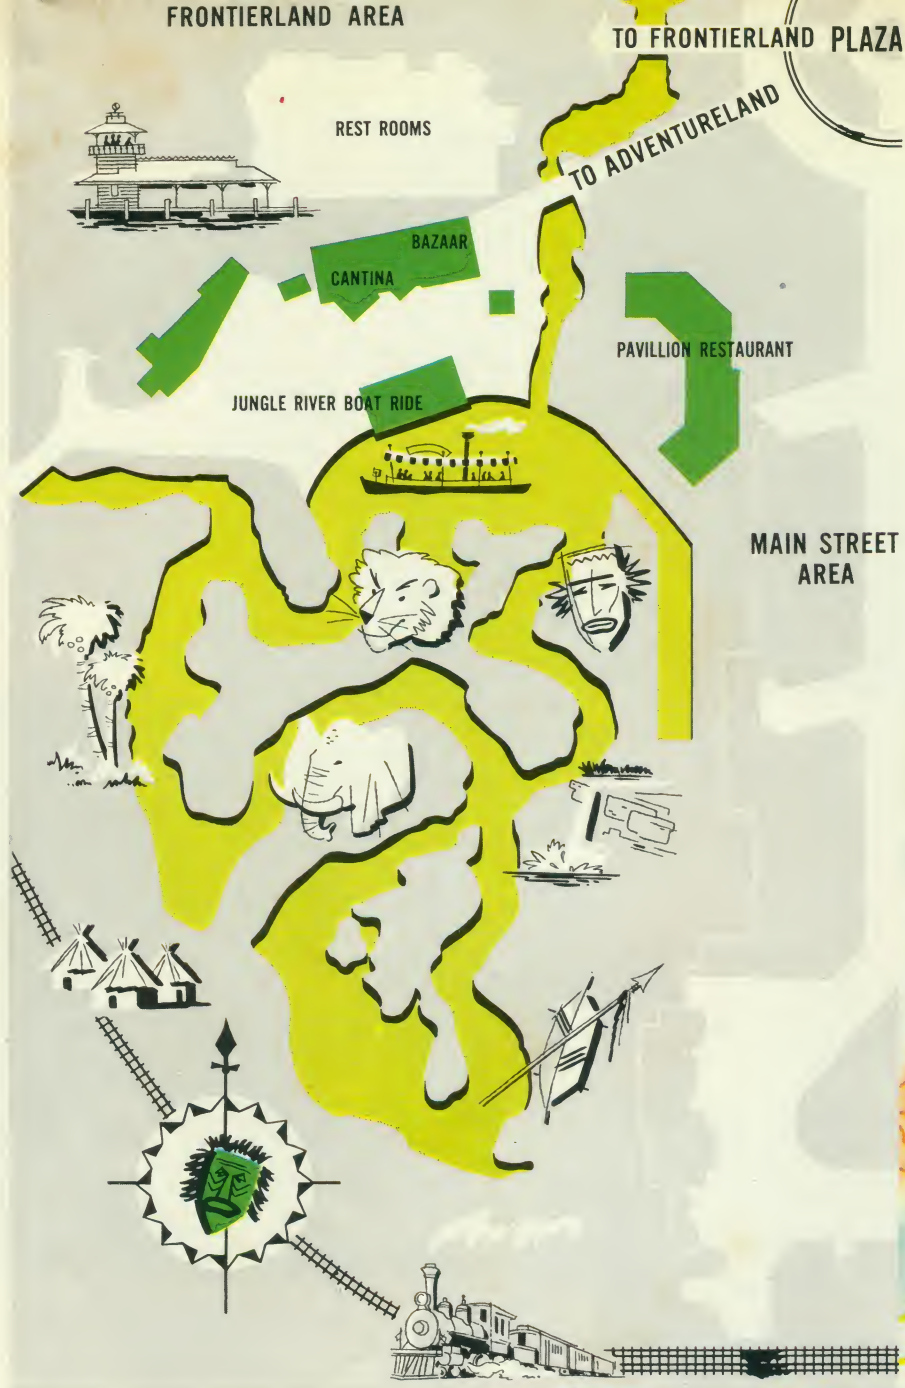 FRONTIERLAND AREA
TO FRONTIERLAND PLAZA
REST ROOMS
TO ADVENTURELAND
BAZAAR
CANTINA
PAVILLION RESTAURANT
JUNGLE RIVER BOAT RIDE
MAIN STREET
AREA